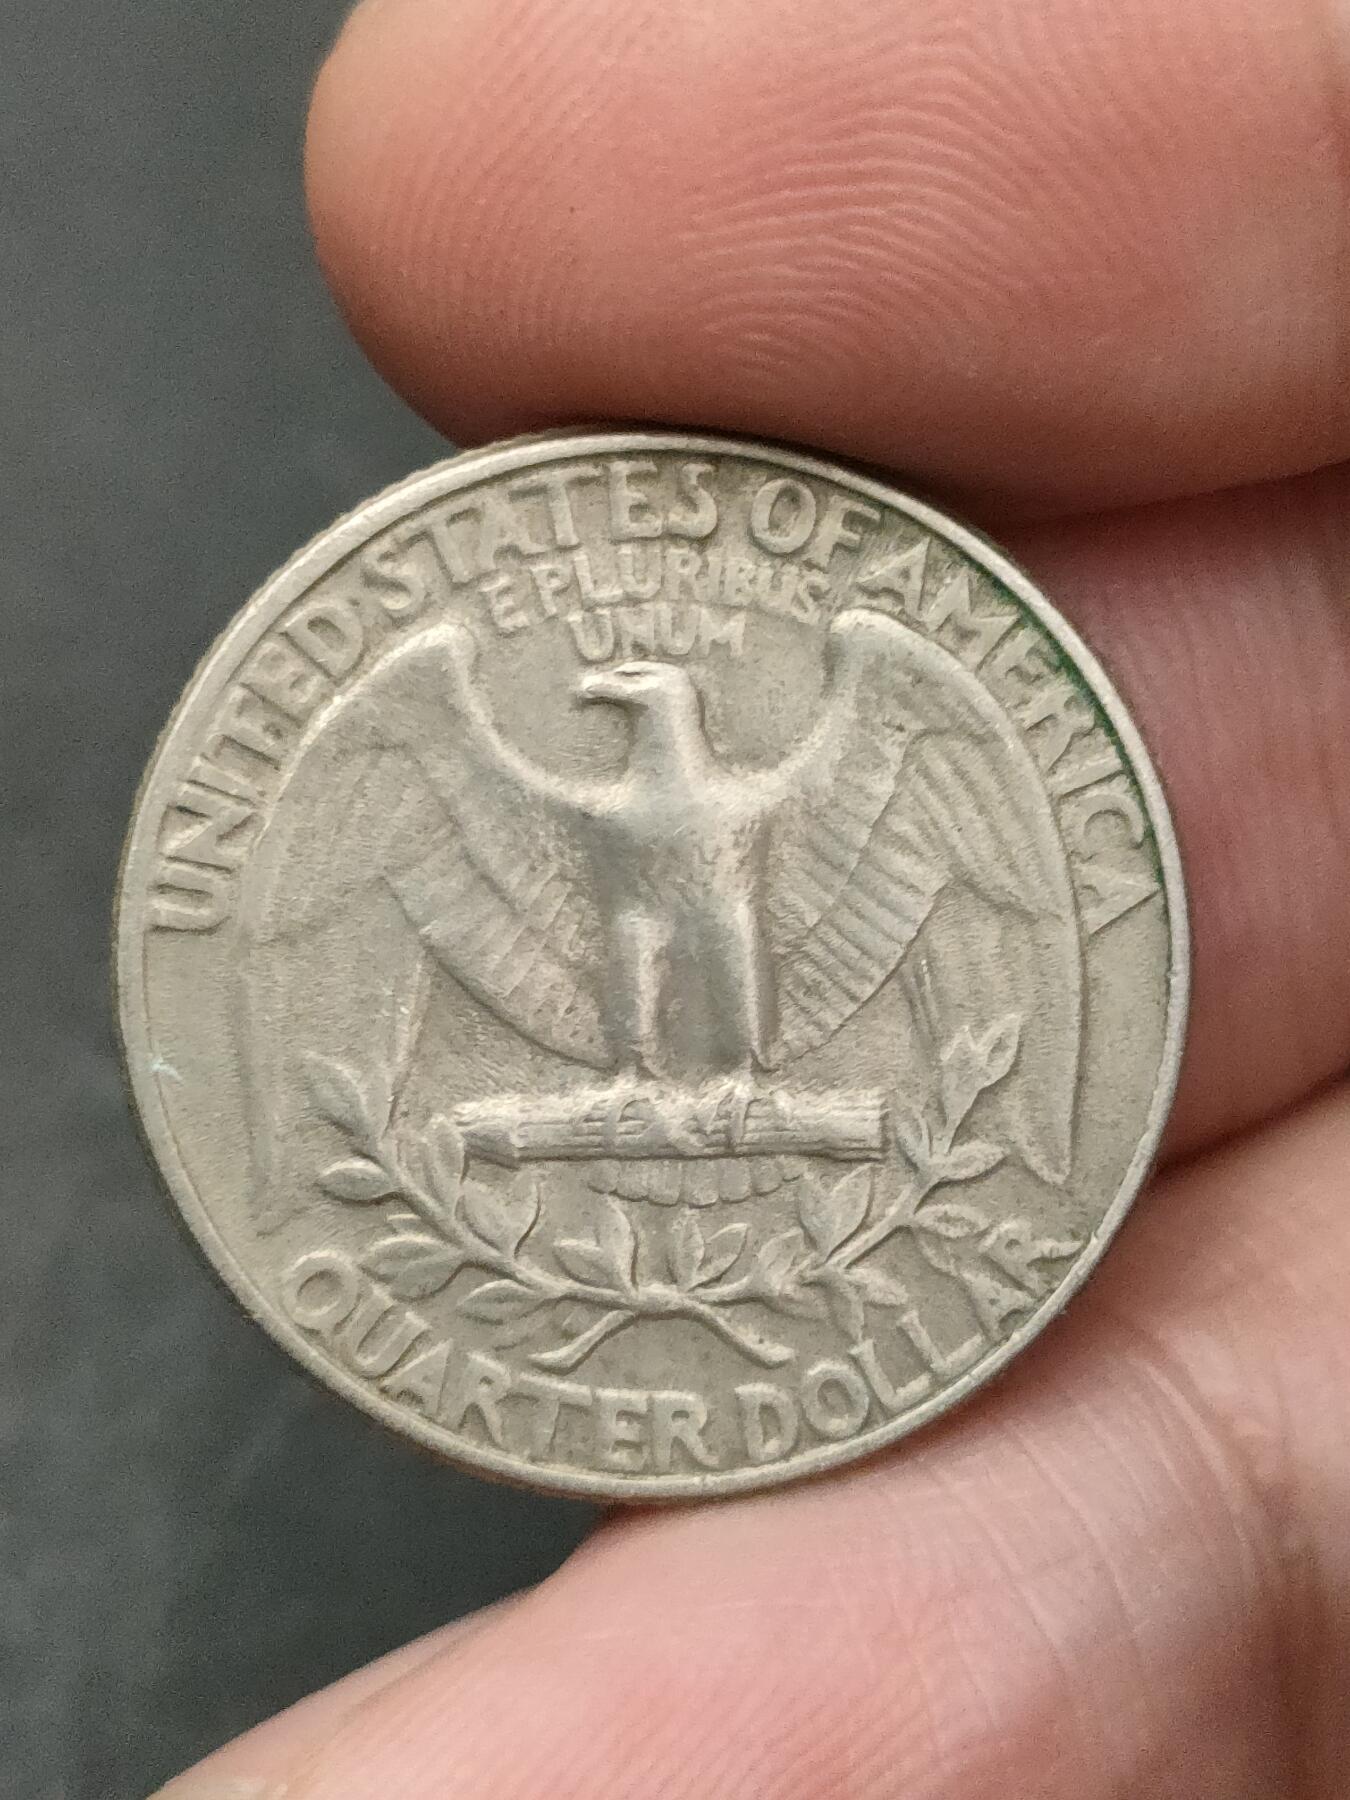 UNITED STATES OF AMERICA
E PLURIBUS
UNUM
QUARTER DOLLAR